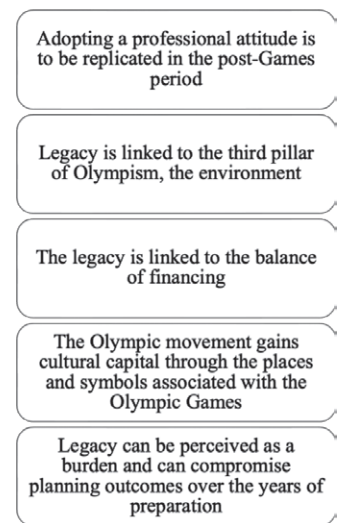 Adopting a professional attitude is
to be replicated in the post-Games
period
Legacy is linked to the third pillar
of Olympism, the environment
The legacy is linked to the balance
of financing
The Olympic movement gains
cultural capital through the places
and symbols associated with the
Olympic Games
Legacy can be perceived as a
burden and can compromise
planning outcomes over the years of
preparation